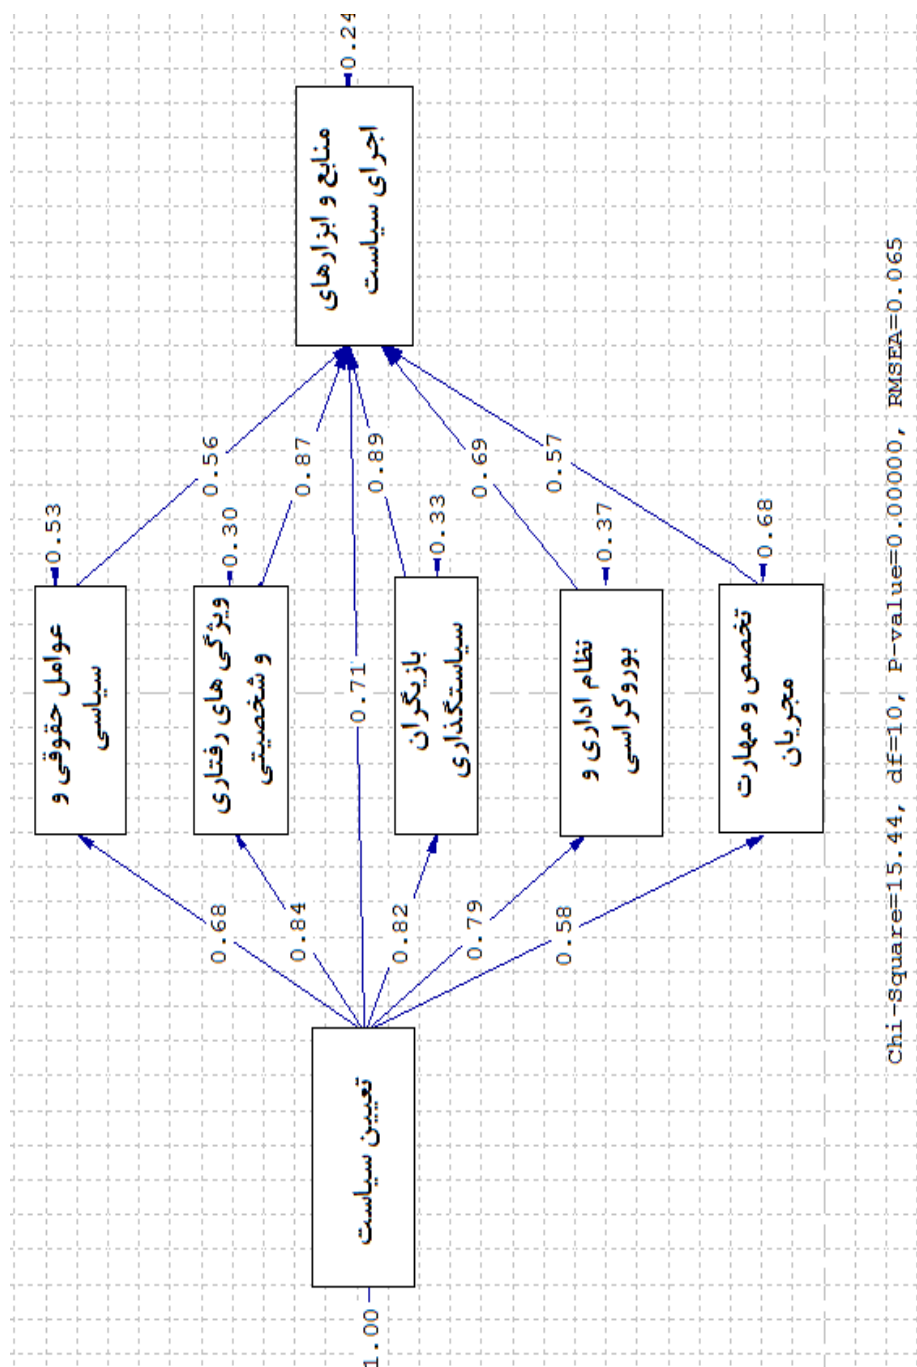 1.00
تعیین سیاست
0.68
0.84
0.82
0.71
0.79
0.58
عوامل حقوقی و
سیاسی
0.53
ویژگی های رفتاری
و شخصیتی
0.30
بازیگران
سیاستگذاری
0.33
نظام اداری و
بوروکراسی
0.37
تخصص و مهارت
مجریان
0.68
0.56
0.87
0.89
0.69
0.57
منابع و ابزارهای
اجرای سیاست
0.24
Chi-Square=15.44, df=10, P-value=0.00000, RMSEA=0.065